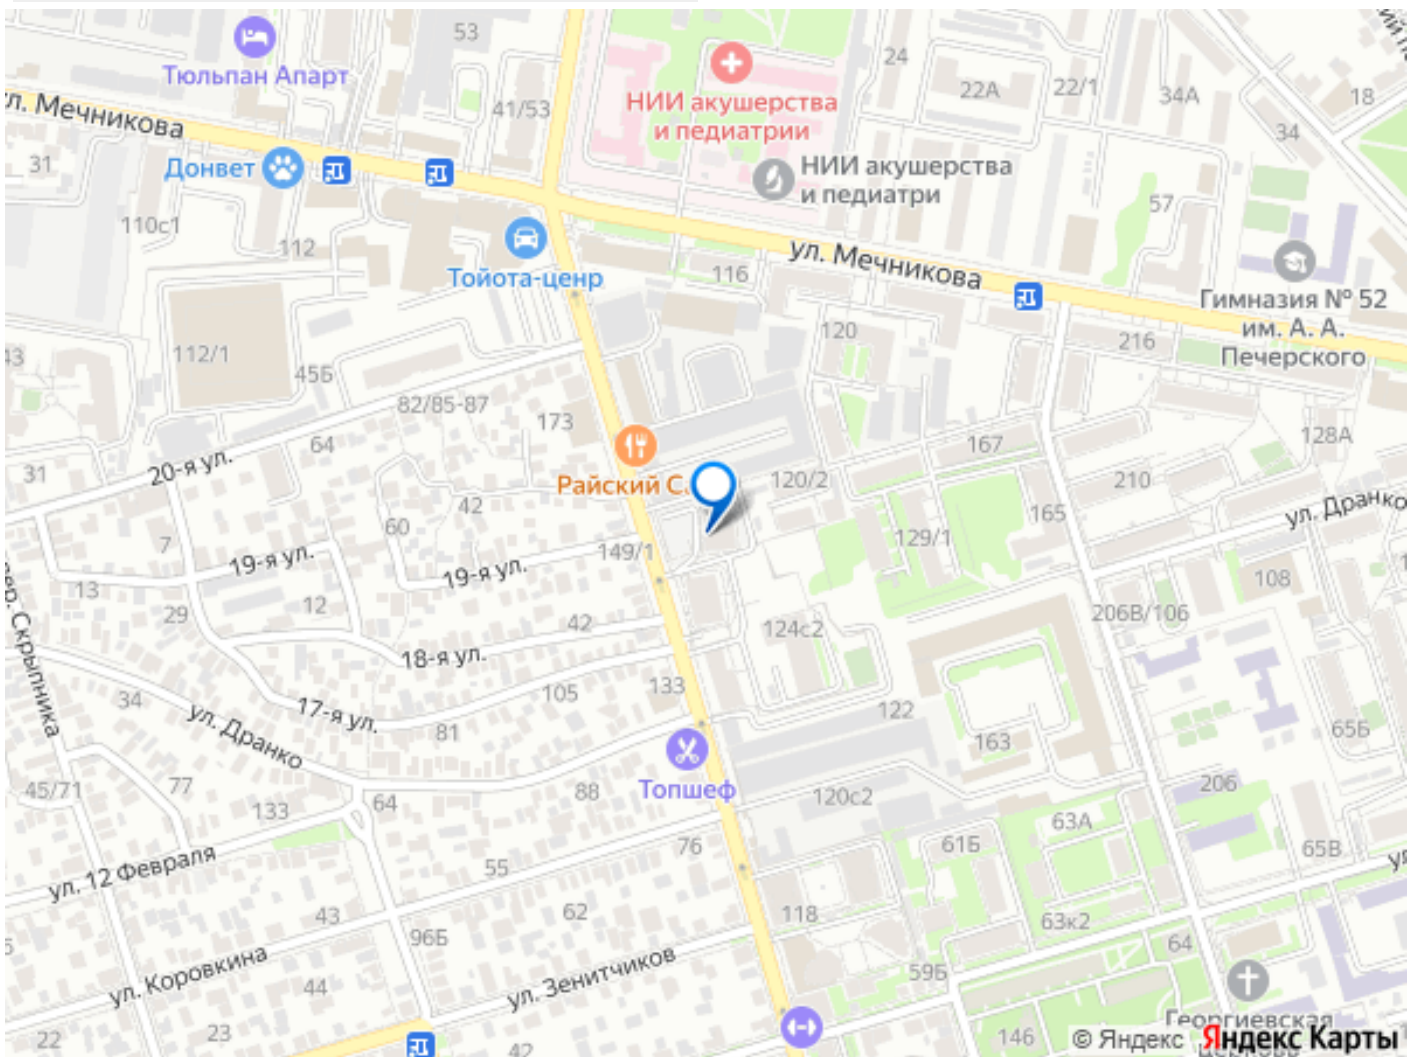 53
Тюльпан Апарт
41/53
ул. Мечникова
НИИ акушерства
и педиатрии
24
22А
22/1
34А
18
34
31
Донвет
НИИ акушерства
и педиатри
57
110с1
112
Тойота-ценр
116
ул. Мечникова
Гимназия № 52
им. А. А.
Печерского
43
112/1
45Б
120
216
82/85-87
173
64
31
20-я ул.
167
128А
Райский С
120/2
210
42
60
165
ул. Дранко
7
19-я ул.
149/1
129/1
13
19-я ул.
12
29
108
206В/106
42
124с2
18-я ул.
пер. Скрыпника
34
105
133
17-я ул.
81
122
163
65Б
ул. Дранко
45/71
77
Топшеф
88
120с2
206
64
133
63А
61Б
76
65В
ул. 12 Февраля
55
62
43
118
63к2
96Б
64
ул. Коровкина
ул. Зенитчиков
59Б
44
22
23
42
146
Георгиевская
© Яндекс Яндекс Карты